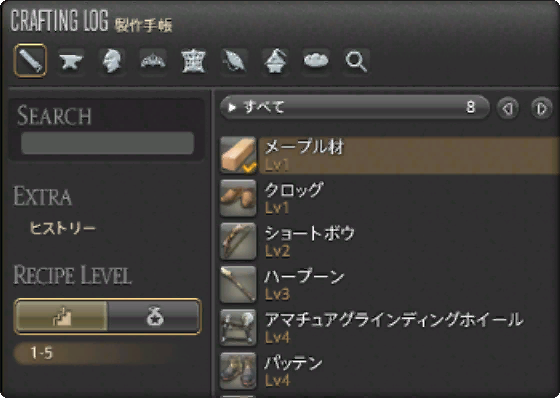 CRAFTING LOG 製作手帳
SEARCH
EXTRA
ヒストリー
RECIPE LEVEL
1-5
すべて 8
メープル材
Lv1
クロッグ
Lv1
ショートボウ
Lv2
ハープーン
Lv3
アマチュアグラインディングホイール
Lv4
パッテン
Lv4